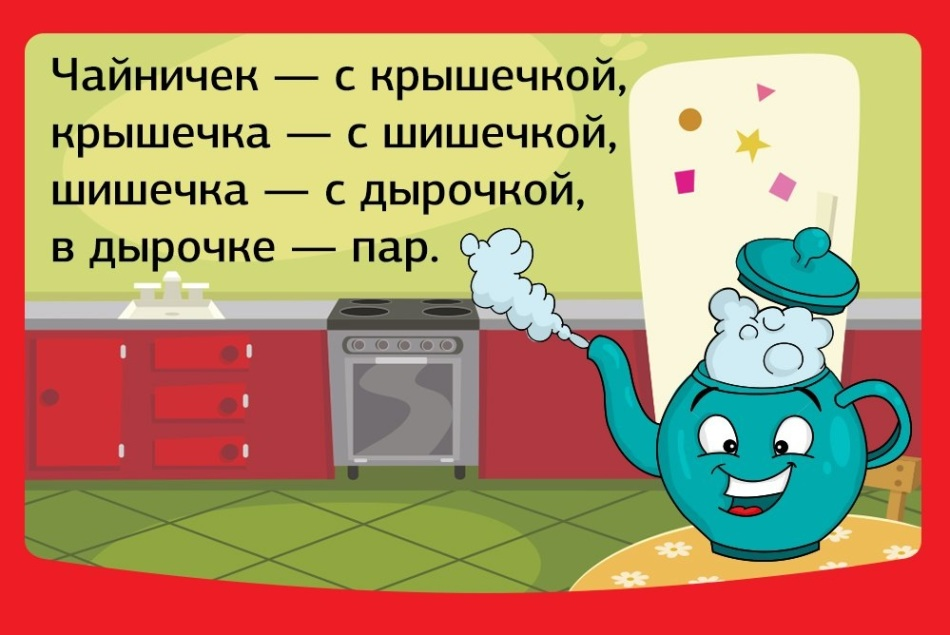 Чайничек — с крышечкой,
крышечка — с шишечкой,
шишечка — с дырочкой,
в дырочке — пар.